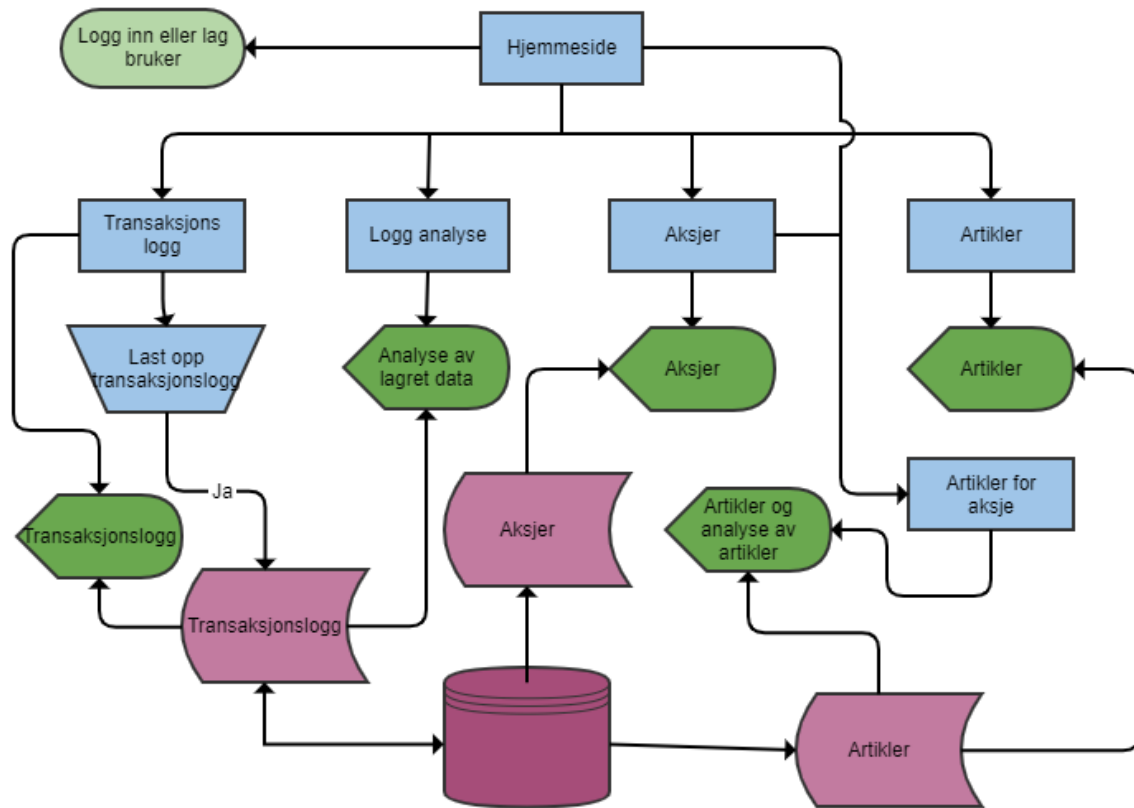 Logg inn eller lag
bruker
Hjemmeside
Transaksjons
logg
Logg analyse
Aksjer
Artikler
Last opp
transaksjonslogg
Analyse av
lagret data
Aksjer
Artikler
Ja
Artikler for
aksje
Artikler og
analyse av
artikler
Aksjer
Transaksjonslogg
Transaksjonslogg
Artikler